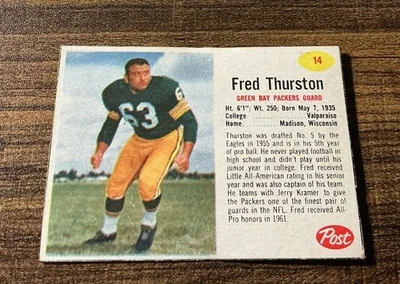 14
Fred Thurston
GREEN BAY PACKERS GUARD
Ht. 6'1"; Wt. 250; Born May 7, 1935
College .......... Valparaiso
Home .......... Madison, Wisconsin
Thurston was drafted No. 5 by the
Eagles in 1955 and is in his 5th year
of pro ball. He never played football in
high school and didn't play until his
junior year in college. Fred received
Little All-American rating in his senior
year and was also captain of his team.
He teams with Jerry Kramer to give
the Packers one of the finest pair of
guards in the NFL. Fred received All-
Pro honors in 1961.
Post
63